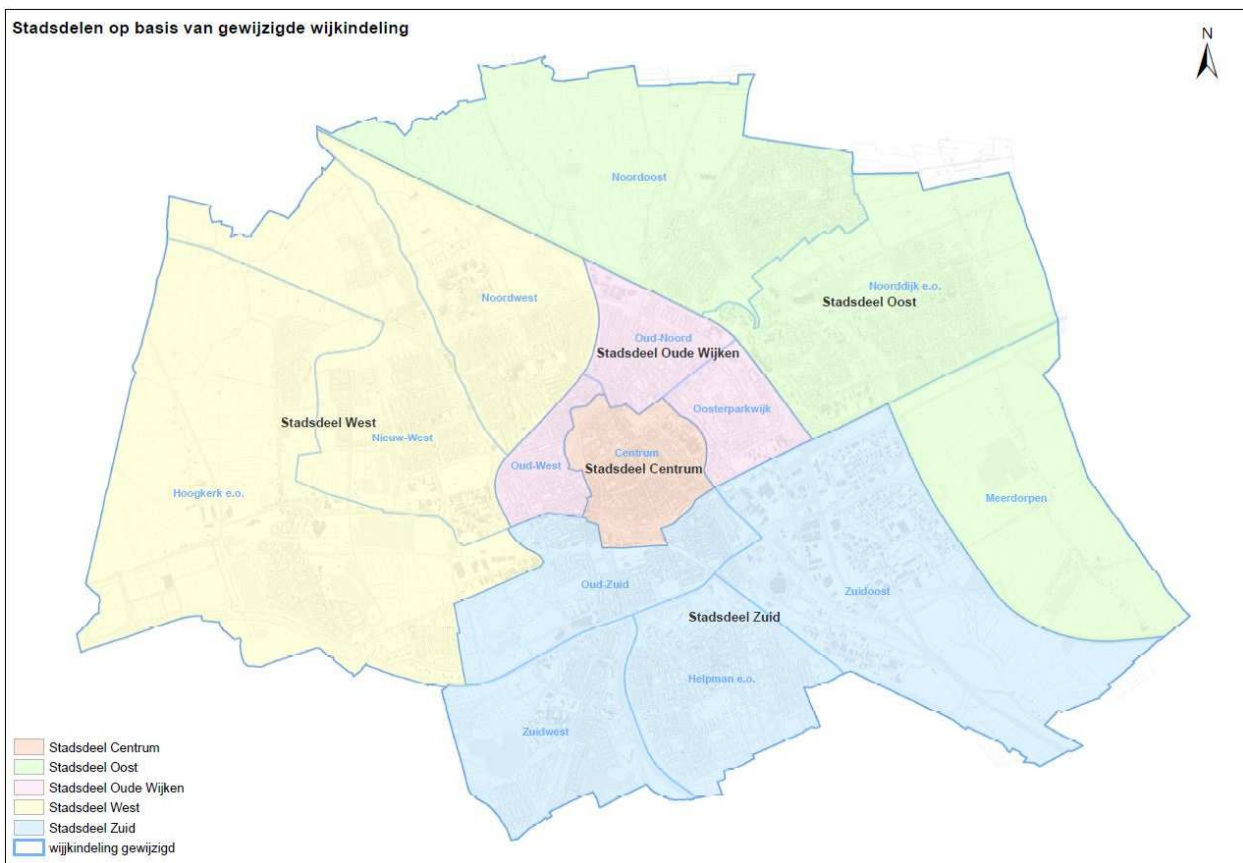 Stadsdelen op basis van gewijzigde wijkindeling
N
Noordoost
Noorddijk e.o.
Stadsdeel Oost
Noordwest
Oud-Noord
Stadsdeel Oude Wijken
Oosterparkwijk
Stadsdeel West
Nieuw-West
Oud-West
Centrum
Stadsdeel Centrum
Hoogkerk e.o.
Meerdorpen
Oud-Zuid
Zuidoost
Stadsdeel Zuid
Helpman e.o.
Zuidwest
Stadsdeel Centrum
Stadsdeel Oost
Stadsdeel Oude Wijken
Stadsdeel West
Stadsdeel Zuid
wijjkindeling gewijzigd